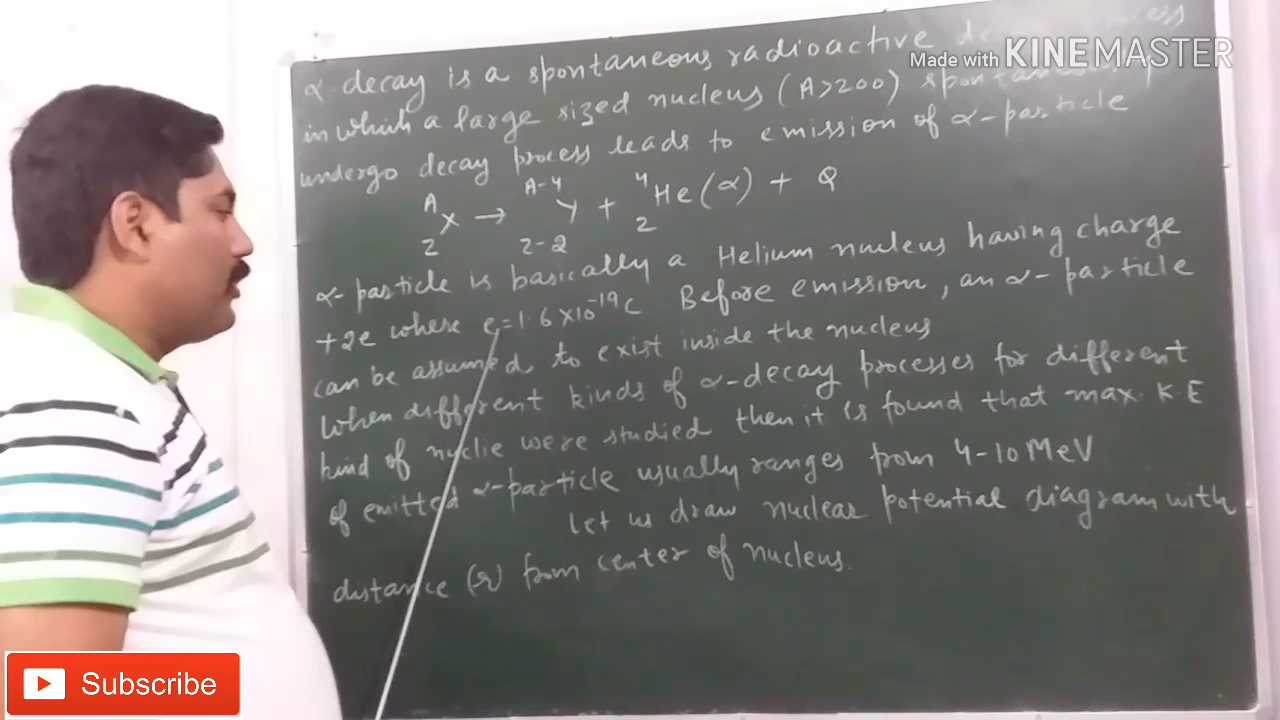 α-decay is a spontaneous radioactive
Made with KINEMASTER
in which a large sized nucleus (A>200)
undergo decay process leads to emission of α-particle
A X Z → A-4 Y Z-2 + 4 He 2 (α) + Q
α-particle is basically a Helium nucleus having charge
+2e where e=1.6×10⁻¹⁹C Before emission, an α-particle
can be assumed to exist inside the nucleus
When different kinds of α-decay processes for different
kind of nuclie were studied then it is found that max. K.E
of emitted α-particle usually ranges from 4-10 MeV.
Let us draw nuclear potential diagram with
distance (r) from center of nucleus.
Subscribe